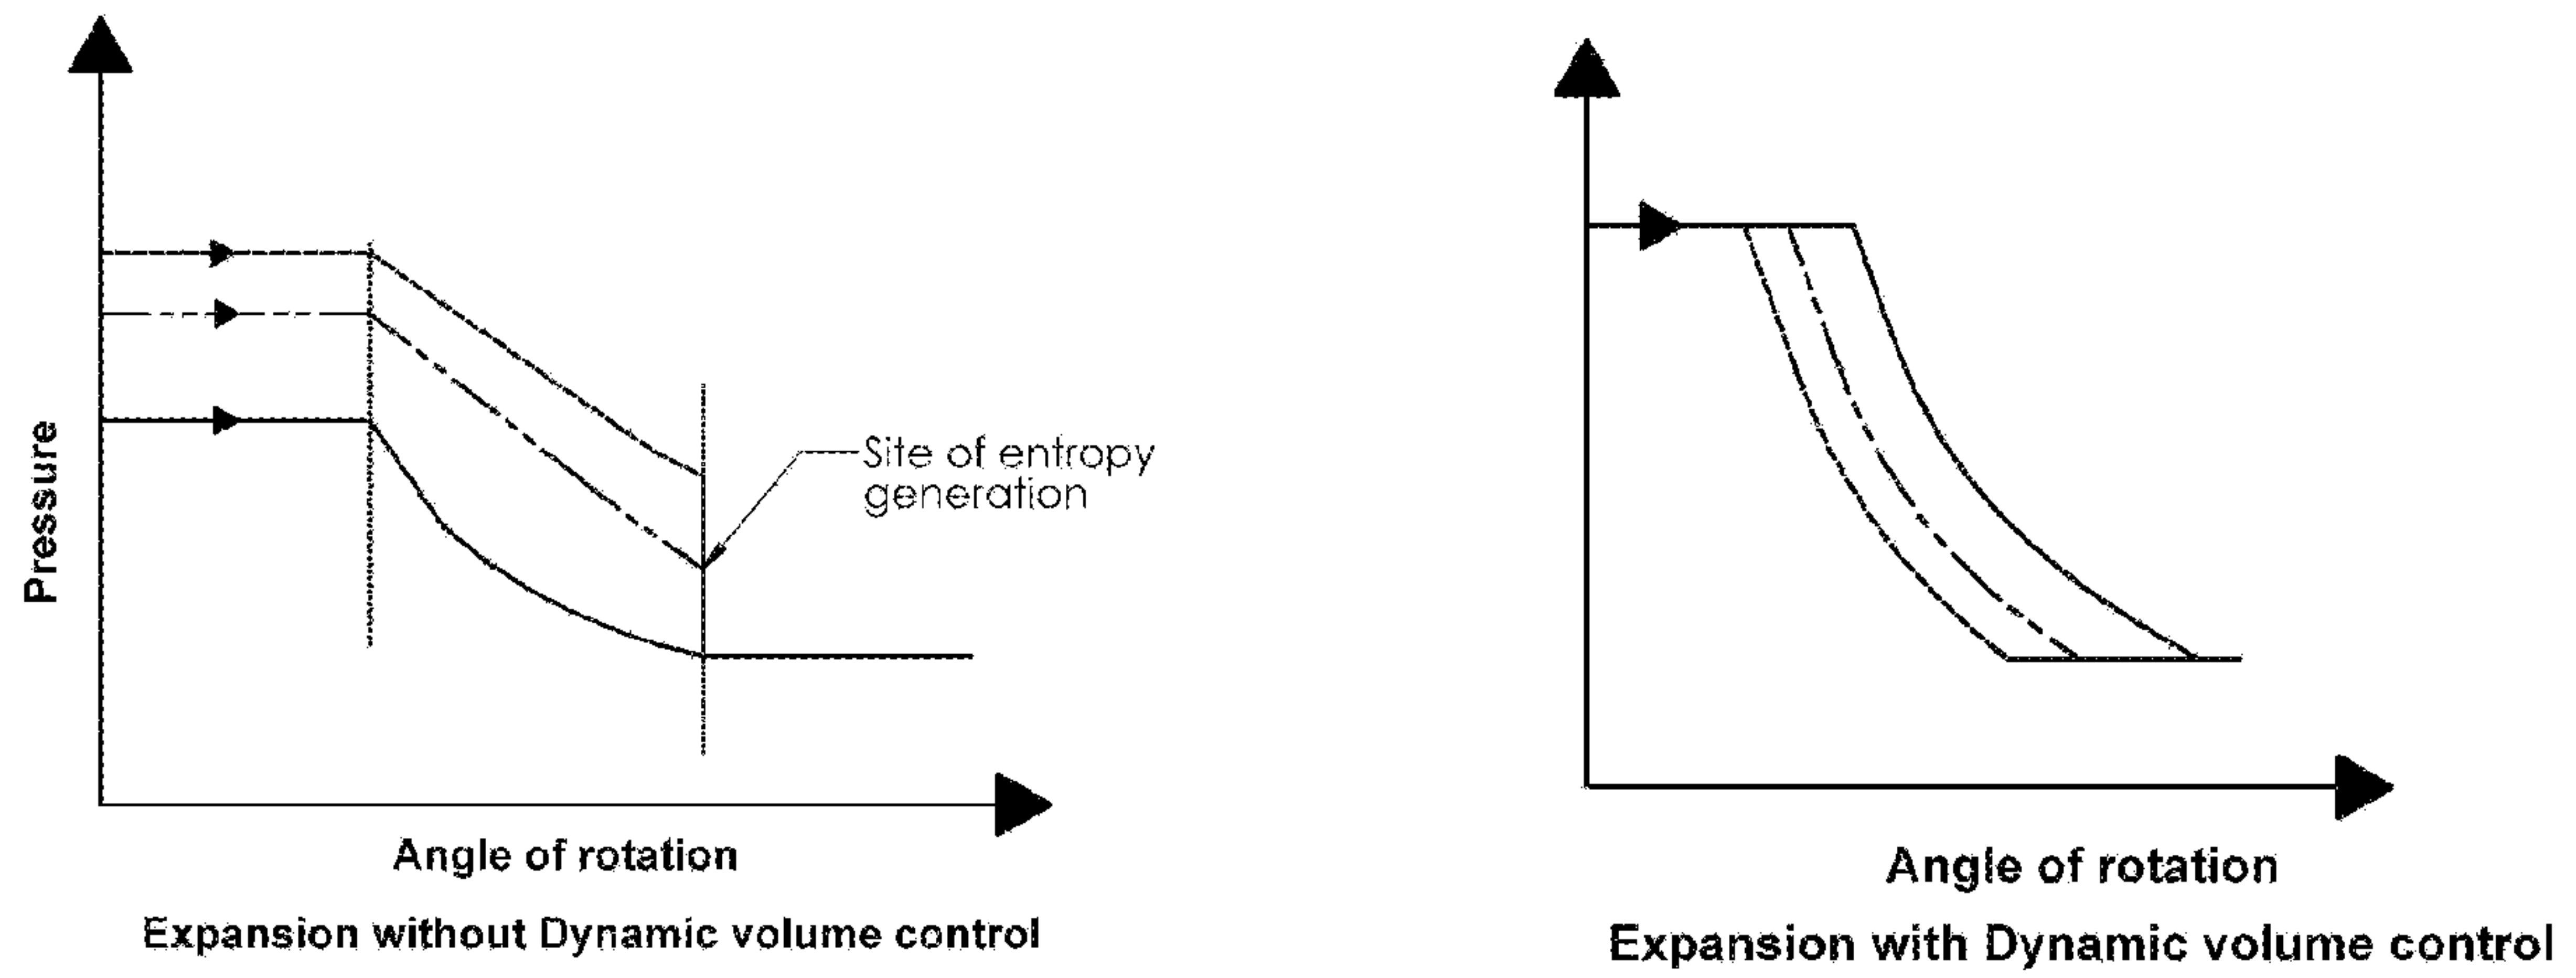 Pressure
Site of entropy
generation
Angle of rotation
Expansion without Dynamic volume control
Angle of rotation
Expansion with Dynamic volume control